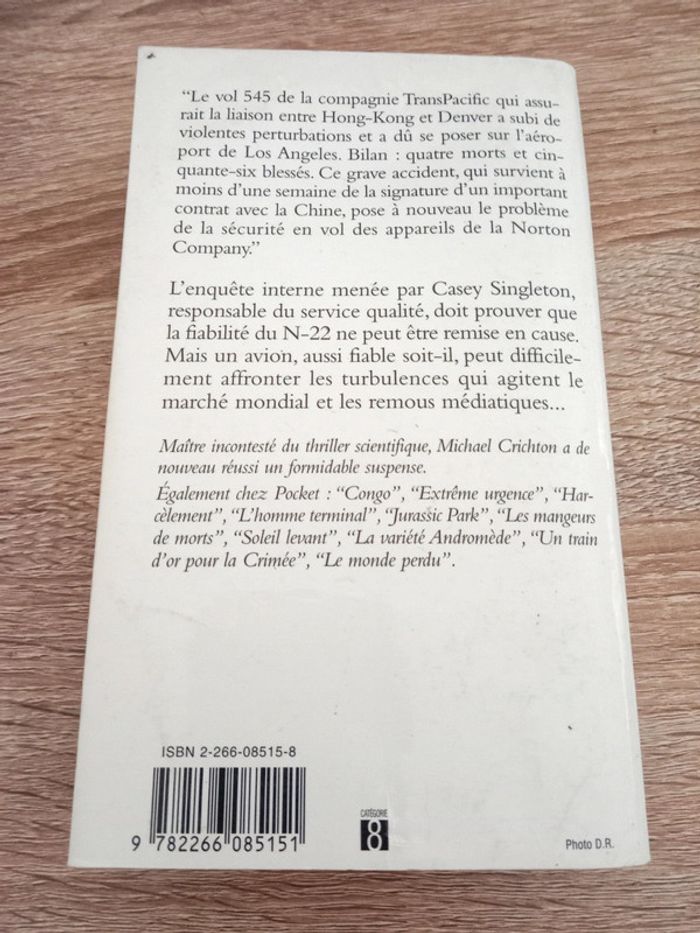 “Le vol 545 de la compagnie TransPacific qui assu-
rait la liaison entre Hong-Kong et Denver a subi de
violentes perturbations et a dû se poser sur l’aéro-
port de Los Angeles. Bilan : quatre morts et cin-
quante-six blessés. Ce grave accident, qui survient à
moins d’une semaine de la signature d’un important
contrat avec la Chine, pose à nouveau le problème
de la sécurité en vol des appareils de la Norton
Company.”
L’enquête interne menée par Casey Singleton,
responsable du service qualité, doit prouver que
la fiabilité du N-22 ne peut être remise en cause.
Mais un avion, aussi fiable soit-il, peut difficile-
ment affronter les turbulences qui agitent le
marché mondial et les remous médiatiques...
Maître incontesté du thriller scientifique, Michael Crichton a de
nouveau réussi un formidable suspense.
Également chez Pocket : “Congo”, “Extrême urgence”, “Har-
cèlement”, “L’homme terminal”, “Jurassic Park”, “Les mangeurs
de morts”, “Soleil levant”, “La variété Andromède”, “Un train
d’or pour la Crimée”, “Le monde perdu”.
ISBN 2-266-08515-8
9 782266 085151
CATÉGORIE
8
Photo D.R.